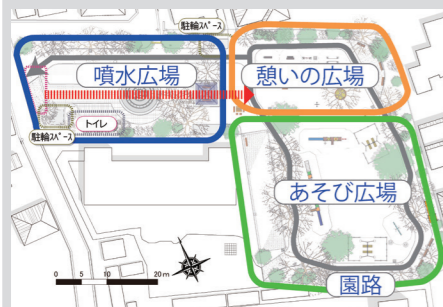 駐輪スペース
噴水広場
憩いの広場
トイレ
駐輪スペース
あそび広場
園路
0 5 10 20m